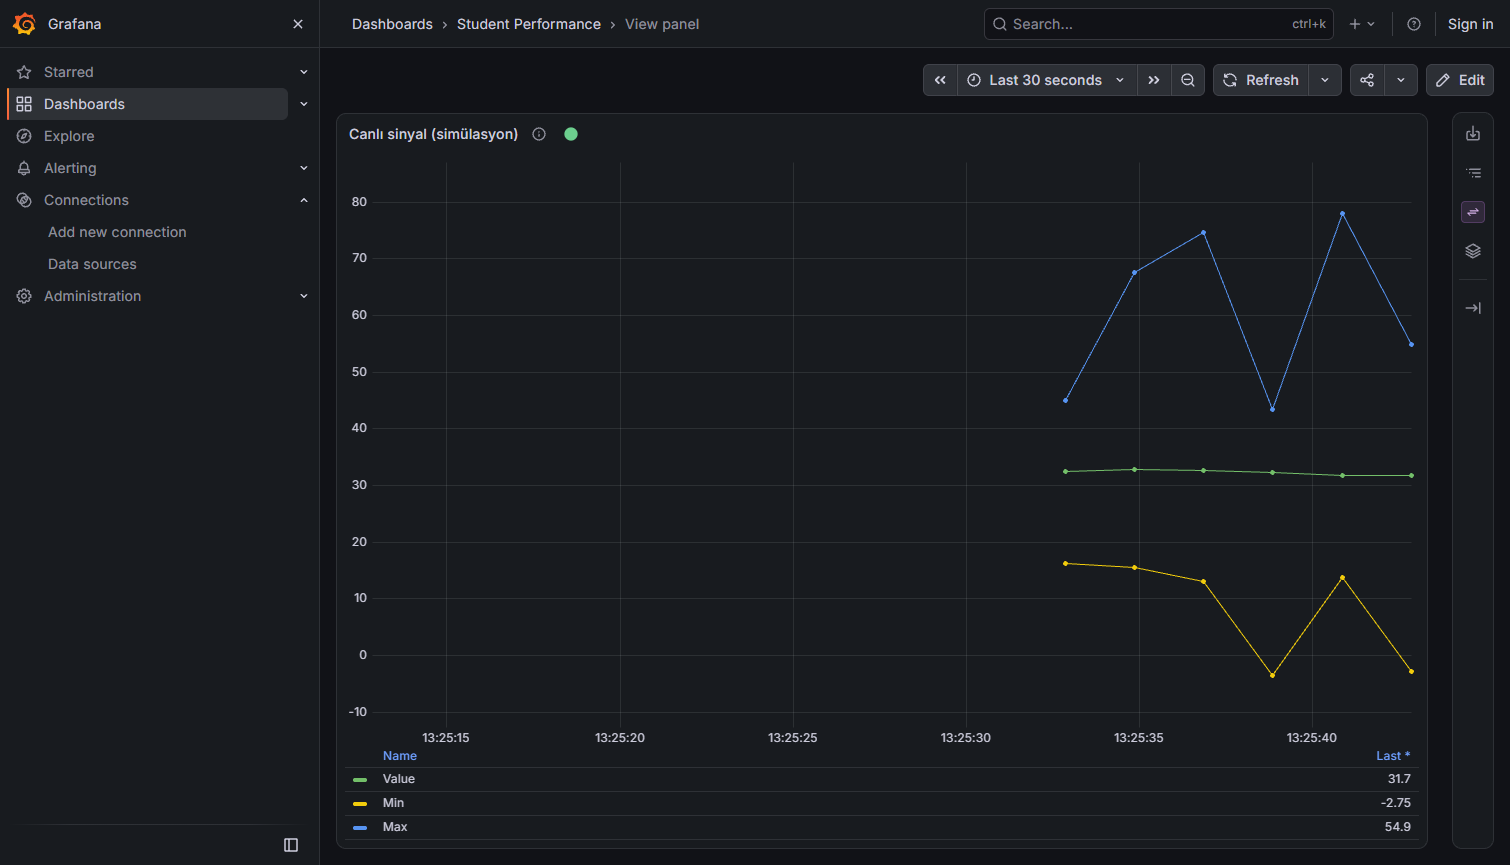 Grafana
Dashboards › Student Performance › View panel
Search...
ctrl+k
Sign in
Starred
Dashboards
Explore
Alerting
Connections
Add new connection
Data sources
Administration
Last 30 seconds
Refresh
Edit
Canlı sinyal (simülasyon)
80
70
60
50
40
30
20
10
0
-10
13:25:15 13:25:20 13:25:25 13:25:30 13:25:35 13:25:40
Name Last *
Value 31.7
Min -2.75
Max 54.9